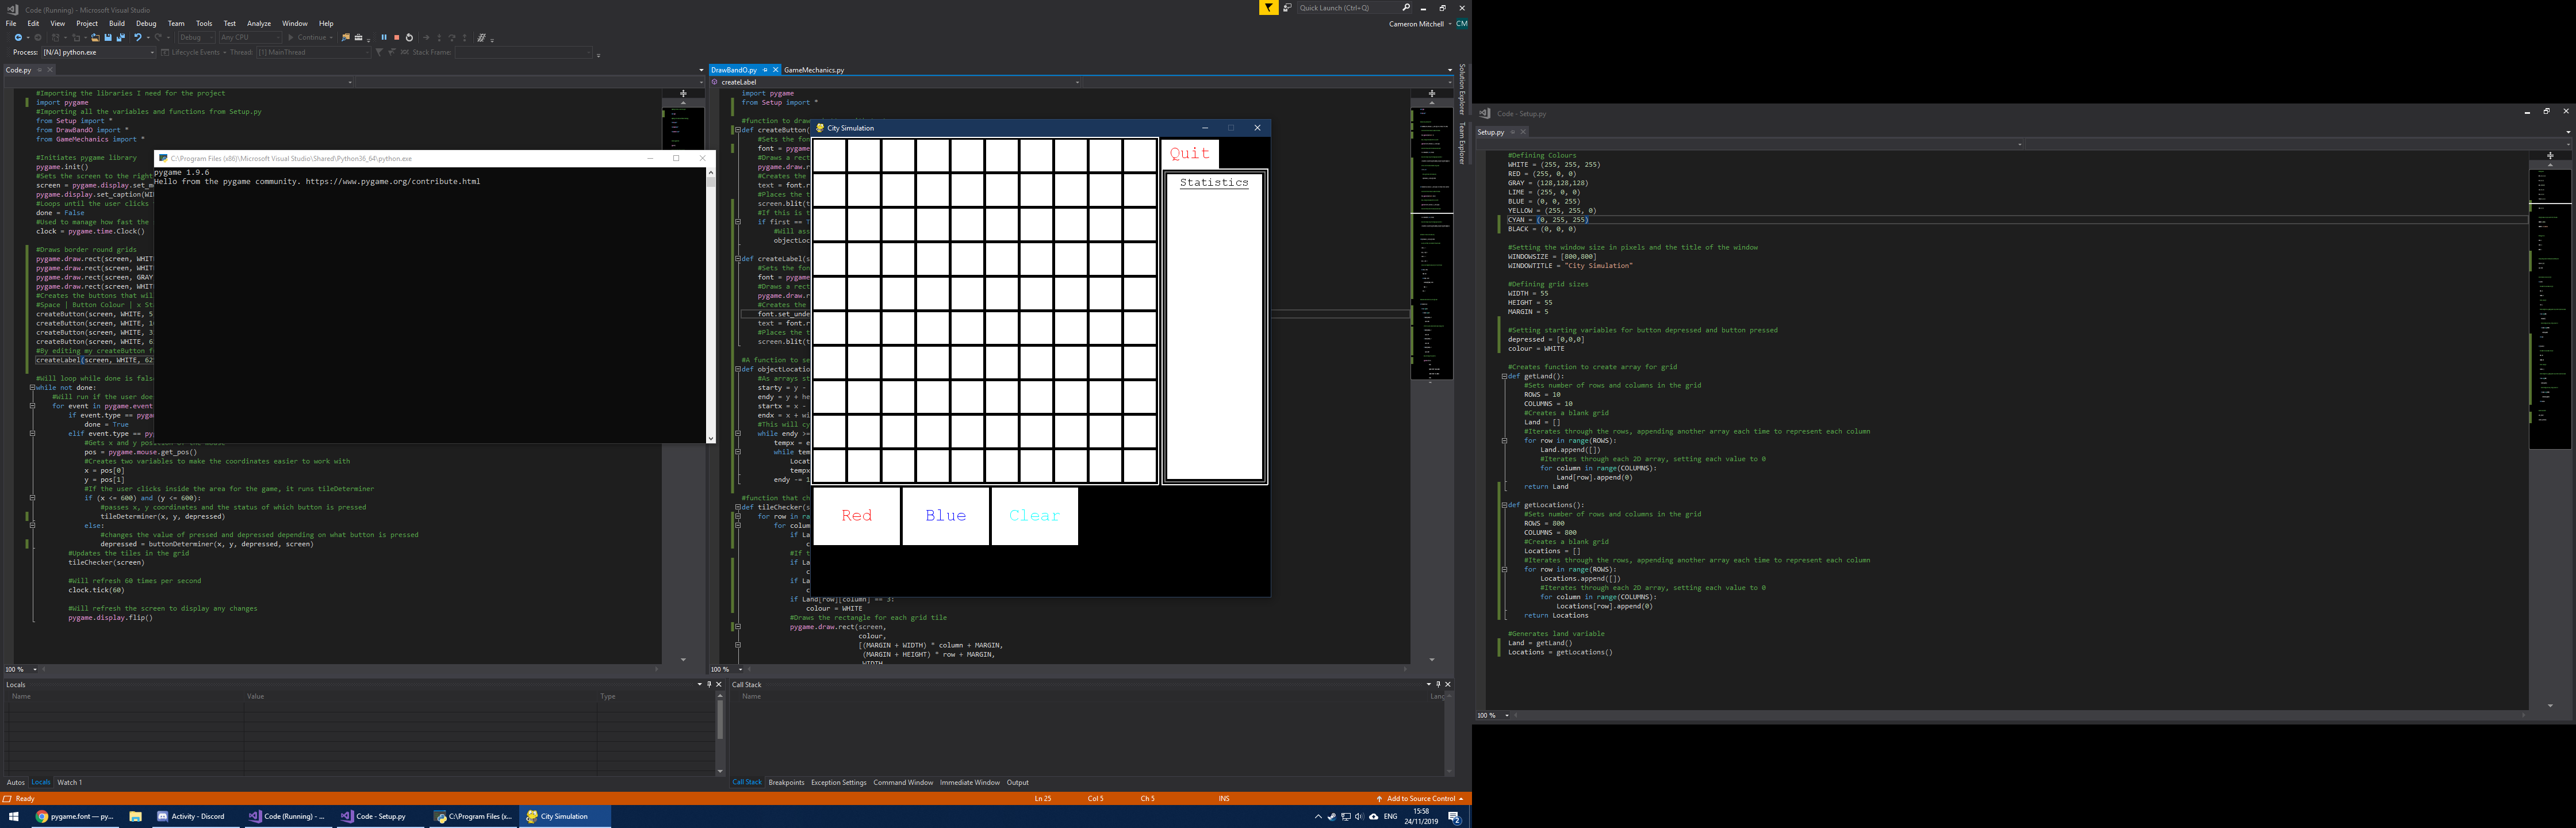 Code (Running) - Microsoft Visual Studio
Quick Launch (Ctrl+Q)
File Edit View Project Build Debug Team Tools Test Analyze Window Help
Cameron Mitchell CM
Debug Any CPU Continue
Process: [N/A] python.exe Lifecycle Events Thread: [1] MainThread Stack Frame:
Code.py
#Importing the libraries I need for the project
import pygame
#Importing all the variables and functions from Setup.py
from Setup import *
from DrawBandO import *
from GameMechanics import *
#Initiates pygame library
pygame.init()
#Sets the screen to the right
screen = pygame.display.set_m
pygame.display.set_caption(WI
#Loops until the user clicks
done = False
#Used to manage how fast the
clock = pygame.time.Clock()
#Draws border round grids
pygame.draw.rect(screen, WHIT
pygame.draw.rect(screen, WHIT
pygame.draw.rect(screen, GRAY
pygame.draw.rect(screen, WHIT
#Creates the buttons that wil
#Space | Button Colour | x St
createButton(screen, WHITE, 5
createButton(screen, WHITE, 1
createButton(screen, WHITE, 3
createButton(screen, WHITE, 6
#By editing my createButton f
createLabel(screen, WHITE, 62
#Will loop while done is fals
while not done:
#Will run if the user doe
for event in pygame.event
if event.type == pyga
done = True
elif event.type == py
#Gets x and y position of the mouse
pos = pygame.mouse.get_pos()
#Creates two variables to make the coordinates easier to work with
x = pos[0]
y = pos[1]
#If the user clicks inside the area for the game, it runs tileDeterminer
if (x <= 600) and (y <= 600):
#passes x, y coordinates and the status of which button is pressed
tileDeterminer(x, y, depressed)
else:
#changes the value of pressed and depressed depending on what button is pressed
depressed = buttonDeterminer(x, y, depressed, screen)
#Updates the tiles in the grid
tileChecker(screen)
#Will refresh 60 times per second
clock.tick(60)
#Will refresh the screen to display any changes
pygame.display.flip()
100 %
C:\Program Files (x86)\Microsoft Visual Studio\Shared\Python36_64\python.exe
pygame 1.9.6
Hello from the pygame community. https://www.pygame.org/contribute.html
DrawBandO.py GameMechanics.py
createLabel
import pygame
from Setup import *
#function to draw
def createButton(
#Sets the fon
font = pygame
#Draws a rect
pygame.draw.r
#Creates the
text = font.r
#Places the t
screen.blit(t
#If this is t
if first == T
#Will ass
objectLoc
def createLabel(s
#Sets the fon
font = pygame
#Draws a rect
pygame.draw.r
#Creates the
font.set_unde
text = font.r
#Places the t
screen.blit(t
#A function to se
def objectLocatio
#As arrays st
starty = y -
endy = y + he
startx = x -
endx = x + wi
#This will cy
while endy >=
tempx = e
while tem
Locat
tempx
endy -= 1
#function that ch
def tileChecker(s
for row in ra
for colum
if La
c
#If t
if La
c
if La
c
if Land[row][column] == 3:
colour = WHITE
#Draws the rectangle for each grid tile
pygame.draw.rect(screen,
colour,
[(MARGIN + WIDTH) * column + MARGIN,
(MARGIN + HEIGHT) * row + MARGIN,
WIDTH,
100 %
City Simulation
Quit
Statistics
Red Blue Clear
Solution Explorer
Team Explorer
Code - Setup.py
Setup.py
#Defining Colours
WHITE = (255, 255, 255)
RED = (255, 0, 0)
GRAY = (128,128,128)
LIME = (255, 0, 0)
BLUE = (0, 0, 255)
YELLOW = (255, 255, 0)
CYAN = (0, 255, 255)
BLACK = (0, 0, 0)
#Setting the window size in pixels and the title of the window
WINDOWSIZE = [800,800]
WINDOWTITLE = "City Simulation"
#Defining grid sizes
WIDTH = 55
HEIGHT = 55
MARGIN = 5
#Setting starting variables for button depressed and button pressed
depressed = [0,0,0]
colour = WHITE
#Creates function to create array for grid
def getLand():
#Sets number of rows and columns in the grid
ROWS = 10
COLUMNS = 10
#Creates a blank grid
Land = []
#Iterates through the rows, appending another array each time to represent each column
for row in range(ROWS):
Land.append([])
#Iterates through each 2D array, setting each value to 0
for column in range(COLUMNS):
Land[row].append(0)
return Land
def getLocations():
#Sets number of rows and columns in the grid
ROWS = 800
COLUMNS = 800
#Creates a blank grid
Locations = []
#Iterates through the rows, appending another array each time to represent each column
for row in range(ROWS):
Locations.append([])
#Iterates through each 2D array, setting each value to 0
for column in range(COLUMNS):
Locations[row].append(0)
return Locations
#Generates land variable
Land = getLand()
Locations = getLocations()
100 %
Locals
Name Value Type
Autos Locals Watch 1
Call Stack
Name Lang
Call Stack Breakpoints Exception Settings Command Window Immediate Window Output
Ready Ln 25 Col 5 Ch 5 INS Add to Source Control
pygame.font — py... Activity - Discord Code (Running) - ... Code - Setup.py C:\Program Files (x... City Simulation
ENG 15:58
24/11/2019
2